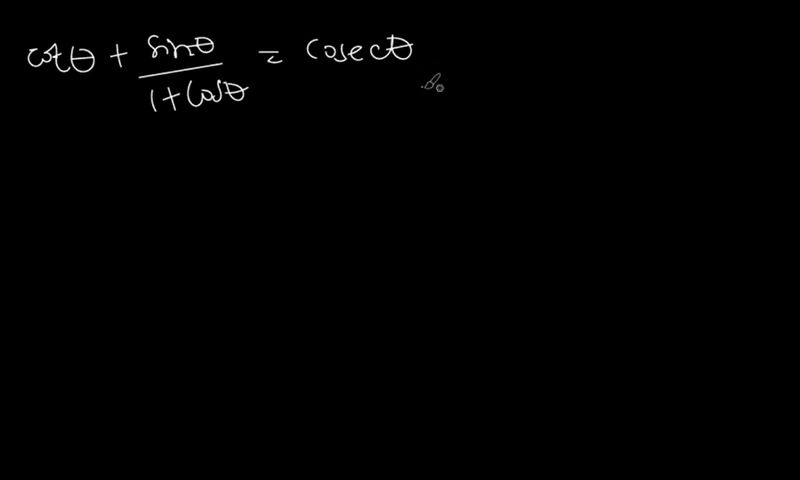 cotθ + sinθ/(1+cosθ) = cosecθ